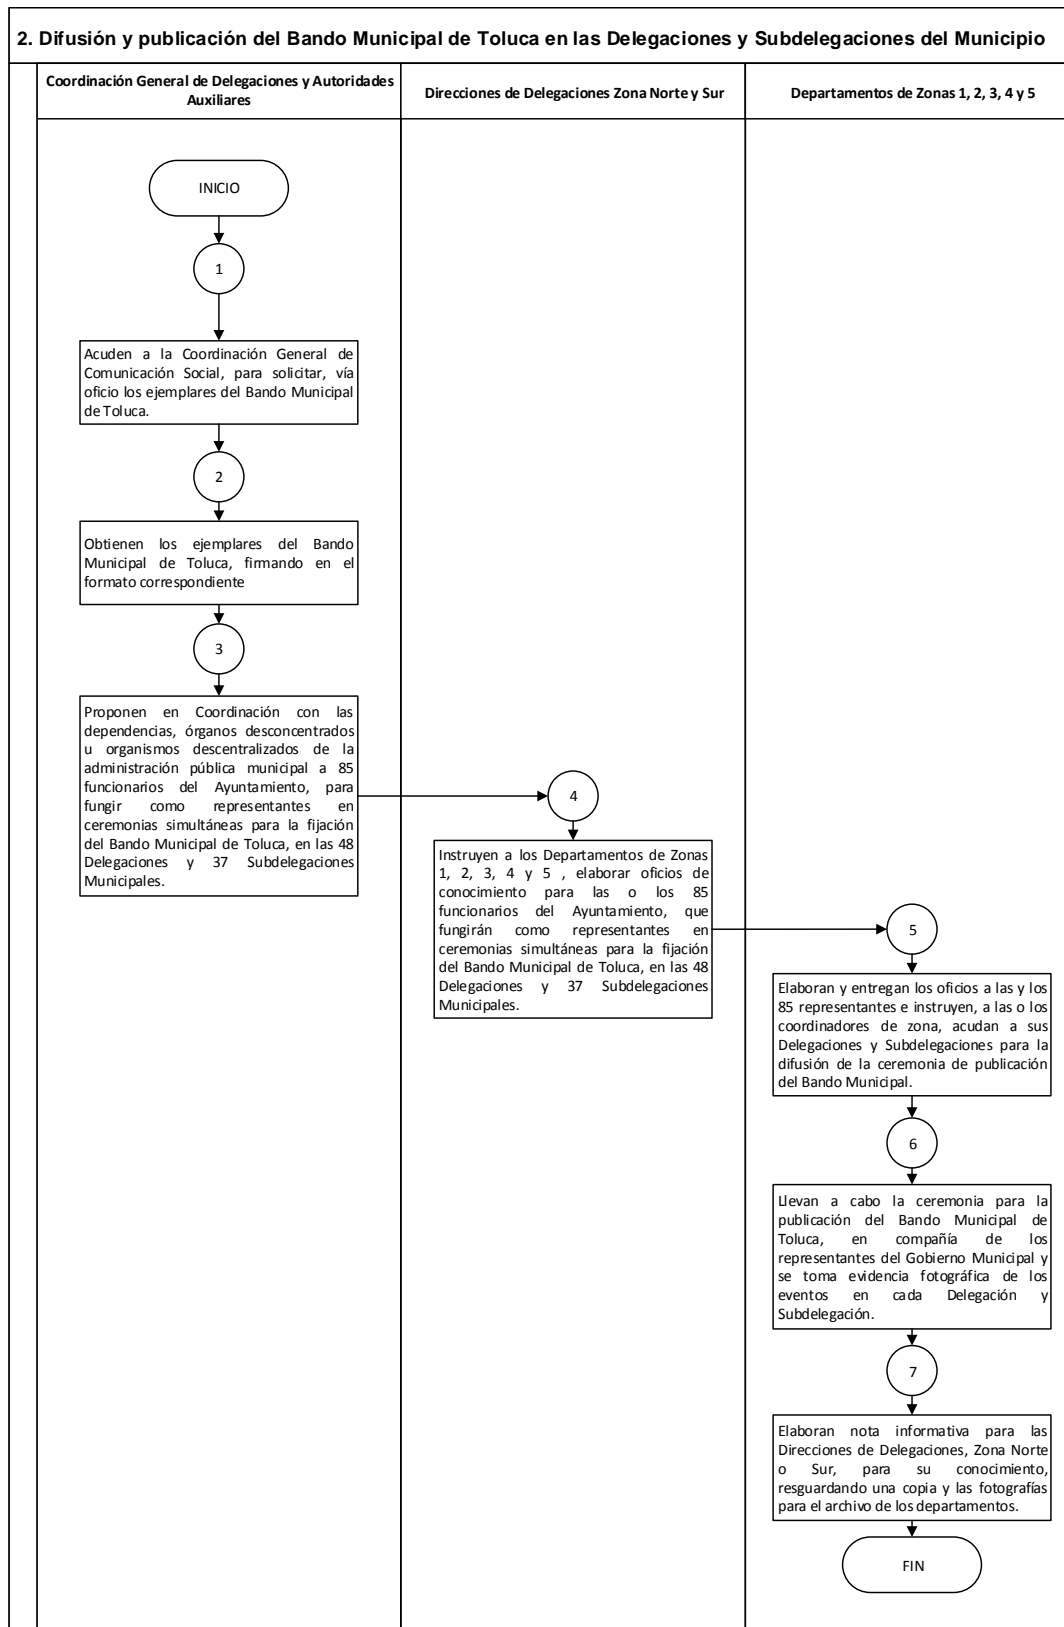 2. Difusión y publicación del Bando Municipal de Toluca en las Delegaciones y Subdelegaciones del Municipio
Coordinación General de Delegaciones y Autoridades
Auxiliares
Direcciones de Delegaciones Zona Norte y Sur
Departamentos de Zonas 1, 2, 3, 4 y 5
INICIO
1
Acuden a la Coordinación General de
Comunicación Social, para solicitar, vía
oficio los ejemplares del Bando Municipal
de Toluca.
2
Obtienen los ejemplares del Bando
Municipal de Toluca, firmando en el
formato correspondiente
3
Proponen en Coordinación con las
dependencias, órganos desconcentrados
u organismos descentralizados de la
administración pública municipal a 85
funcionarios del Ayuntamiento, para
fungir como representantes en
ceremonias simultáneas para la fijación
del Bando Municipal de Toluca, en las 48
Delegaciones y 37 Subdelegaciones
Municipales.
4
Instruyen a los Departamentos de Zonas
1, 2, 3, 4 y 5 , elaborar oficios de
conocimiento para las o los 85
funcionarios del Ayuntamiento, que
fungirán como representantes en
ceremonias simultáneas para la fijación
del Bando Municipal de Toluca, en las 48
Delegaciones y 37 Subdelegaciones
Municipales.
5
Elaboran y entregan los oficios a las y los
85 representantes e instruyen, a las o los
coordinadores de zona, acudan a sus
Delegaciones y Subdelegaciones para la
difusión de la ceremonia de publicación
del Bando Municipal.
6
Llevan a cabo la ceremonia para la
publicación del Bando Municipal de
Toluca, en compañía de los
representantes del Gobierno Municipal y
se toma evidencia fotográfica de los
eventos en cada Delegación y
Subdelegación.
7
Elaboran nota informativa para las
Direcciones de Delegaciones, Zona Norte
o Sur, para su conocimiento,
resguardando una copia y las fotografías
para el archivo de los departamentos.
FIN